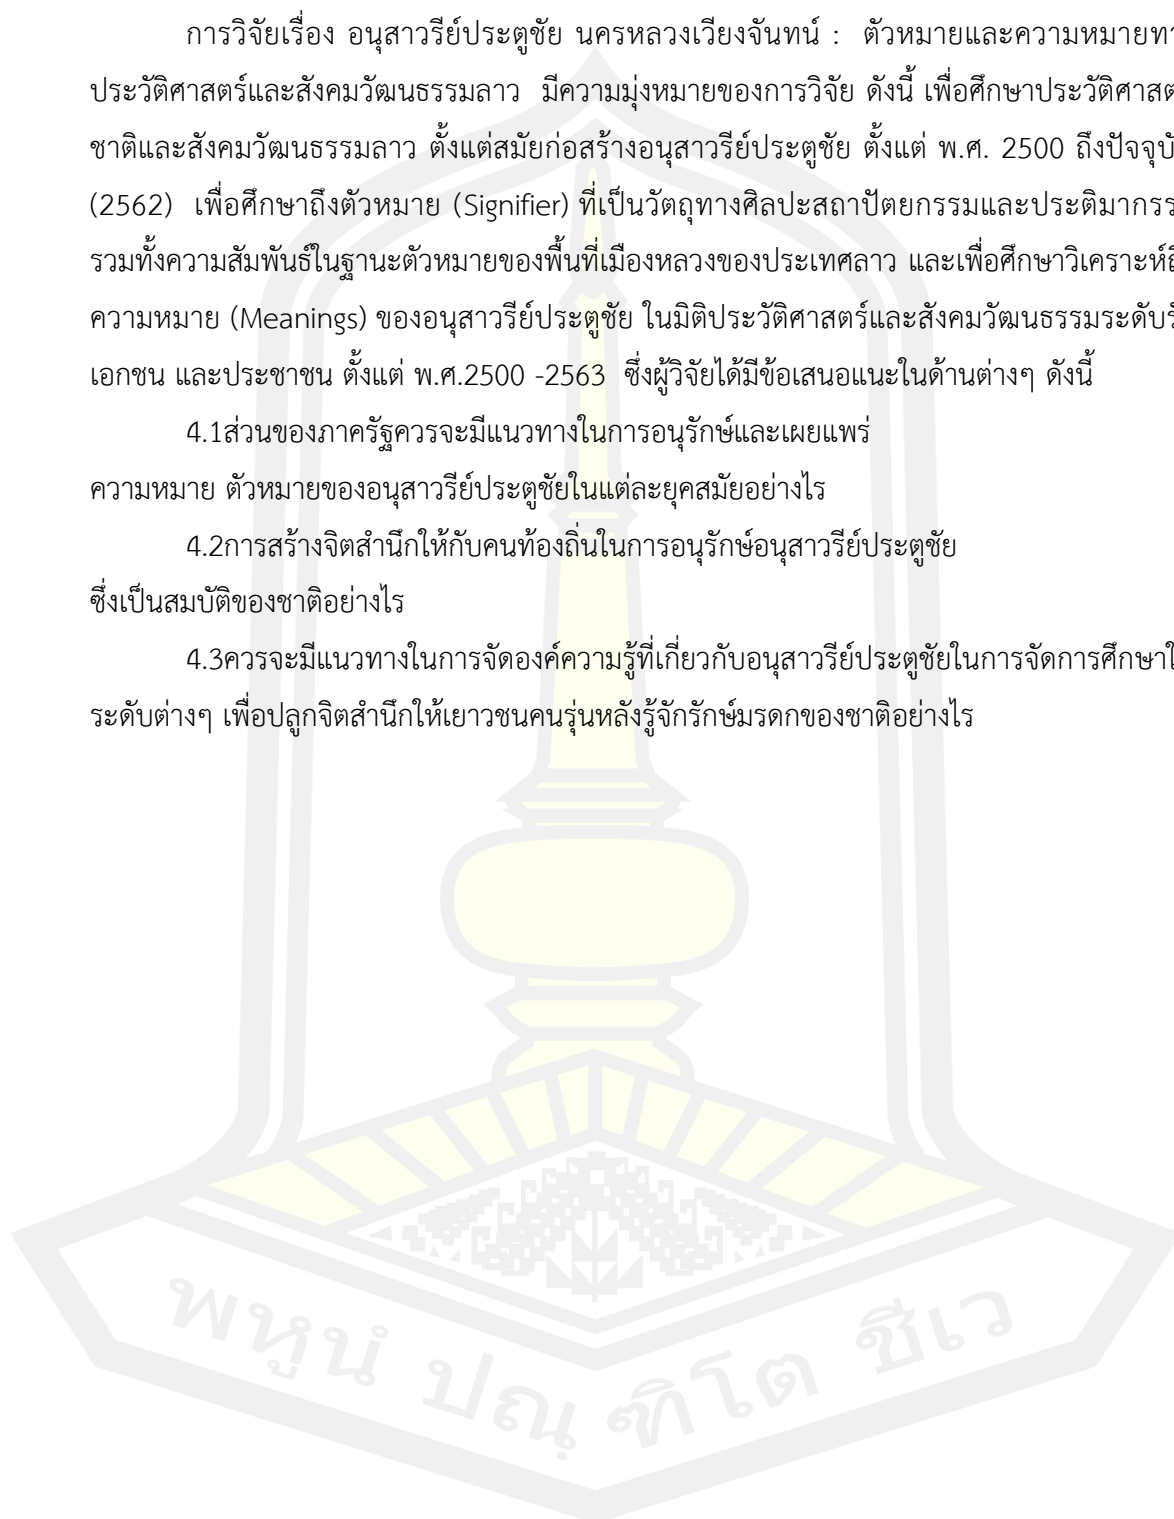 การวิจัยเรื่อง อนุสาวรีย์ประตูชัย นครหลวงเวียงจันทน์ : ตัวหมายและความหมายทา
ประวัติศาสตร์และสังคมวัฒนธรรมลาว มีความมุ่งหมายของการวิจัย ดังนี้ เพื่อศึกษาประวัติศาสต
ชาติและสังคมวัฒนธรรมลาว ตั้งแต่สมัยก่อสร้างอนุสาวรีย์ประตูชัย ตั้งแต่ พ.ศ. 2500 ถึงปัจจุบั
(2562) เพื่อศึกษาถึงตัวหมาย (Signifier) ที่เป็นวัตถุทางศิลปะสถาปัตยกรรมและประติมากรร
รวมทั้งความสัมพันธ์ในฐานะตัวหมายของพื้นที่เมืองหลวงของประเทศลาว และเพื่อศึกษาวิเคราะห์ถึ
ความหมาย (Meanings) ของอนุสาวรีย์ประตูชัย ในมิติประวัติศาสตร์และสังคมวัฒนธรรมระดับรั
เอกชน และประชาชน ตั้งแต่ พ.ศ.2500 -2563 ซึ่งผู้วิจัยได้มีข้อเสนอแนะในด้านต่างๆ ดังนี้
4.1ส่วนของภาครัฐควรจะมีแนวทางในการอนุรักษ์และเผยแพร่
ความหมาย ตัวหมายของอนุสาวรีย์ประตูชัยในแต่ละยุคสมัยอย่างไร
4.2การสร้างจิตสำนึกให้กับคนท้องถิ่นในการอนุรักษ์อนุสาวรีย์ประตูชัย
ซึ่งเป็นสมบัติของชาติอย่างไร
4.3ควรจะมีแนวทางในการจัดองค์ความรู้ที่เกี่ยวกับอนุสาวรีย์ประตูชัยในการจัดการศึกษาใ
ระดับต่างๆ เพื่อปลูกจิตสำนึกให้เยาวชนคนรุ่นหลังรู้จักรักษ์มรดกของชาติอย่างไร
พหูนํ ปณฺฑิโต ชีเว